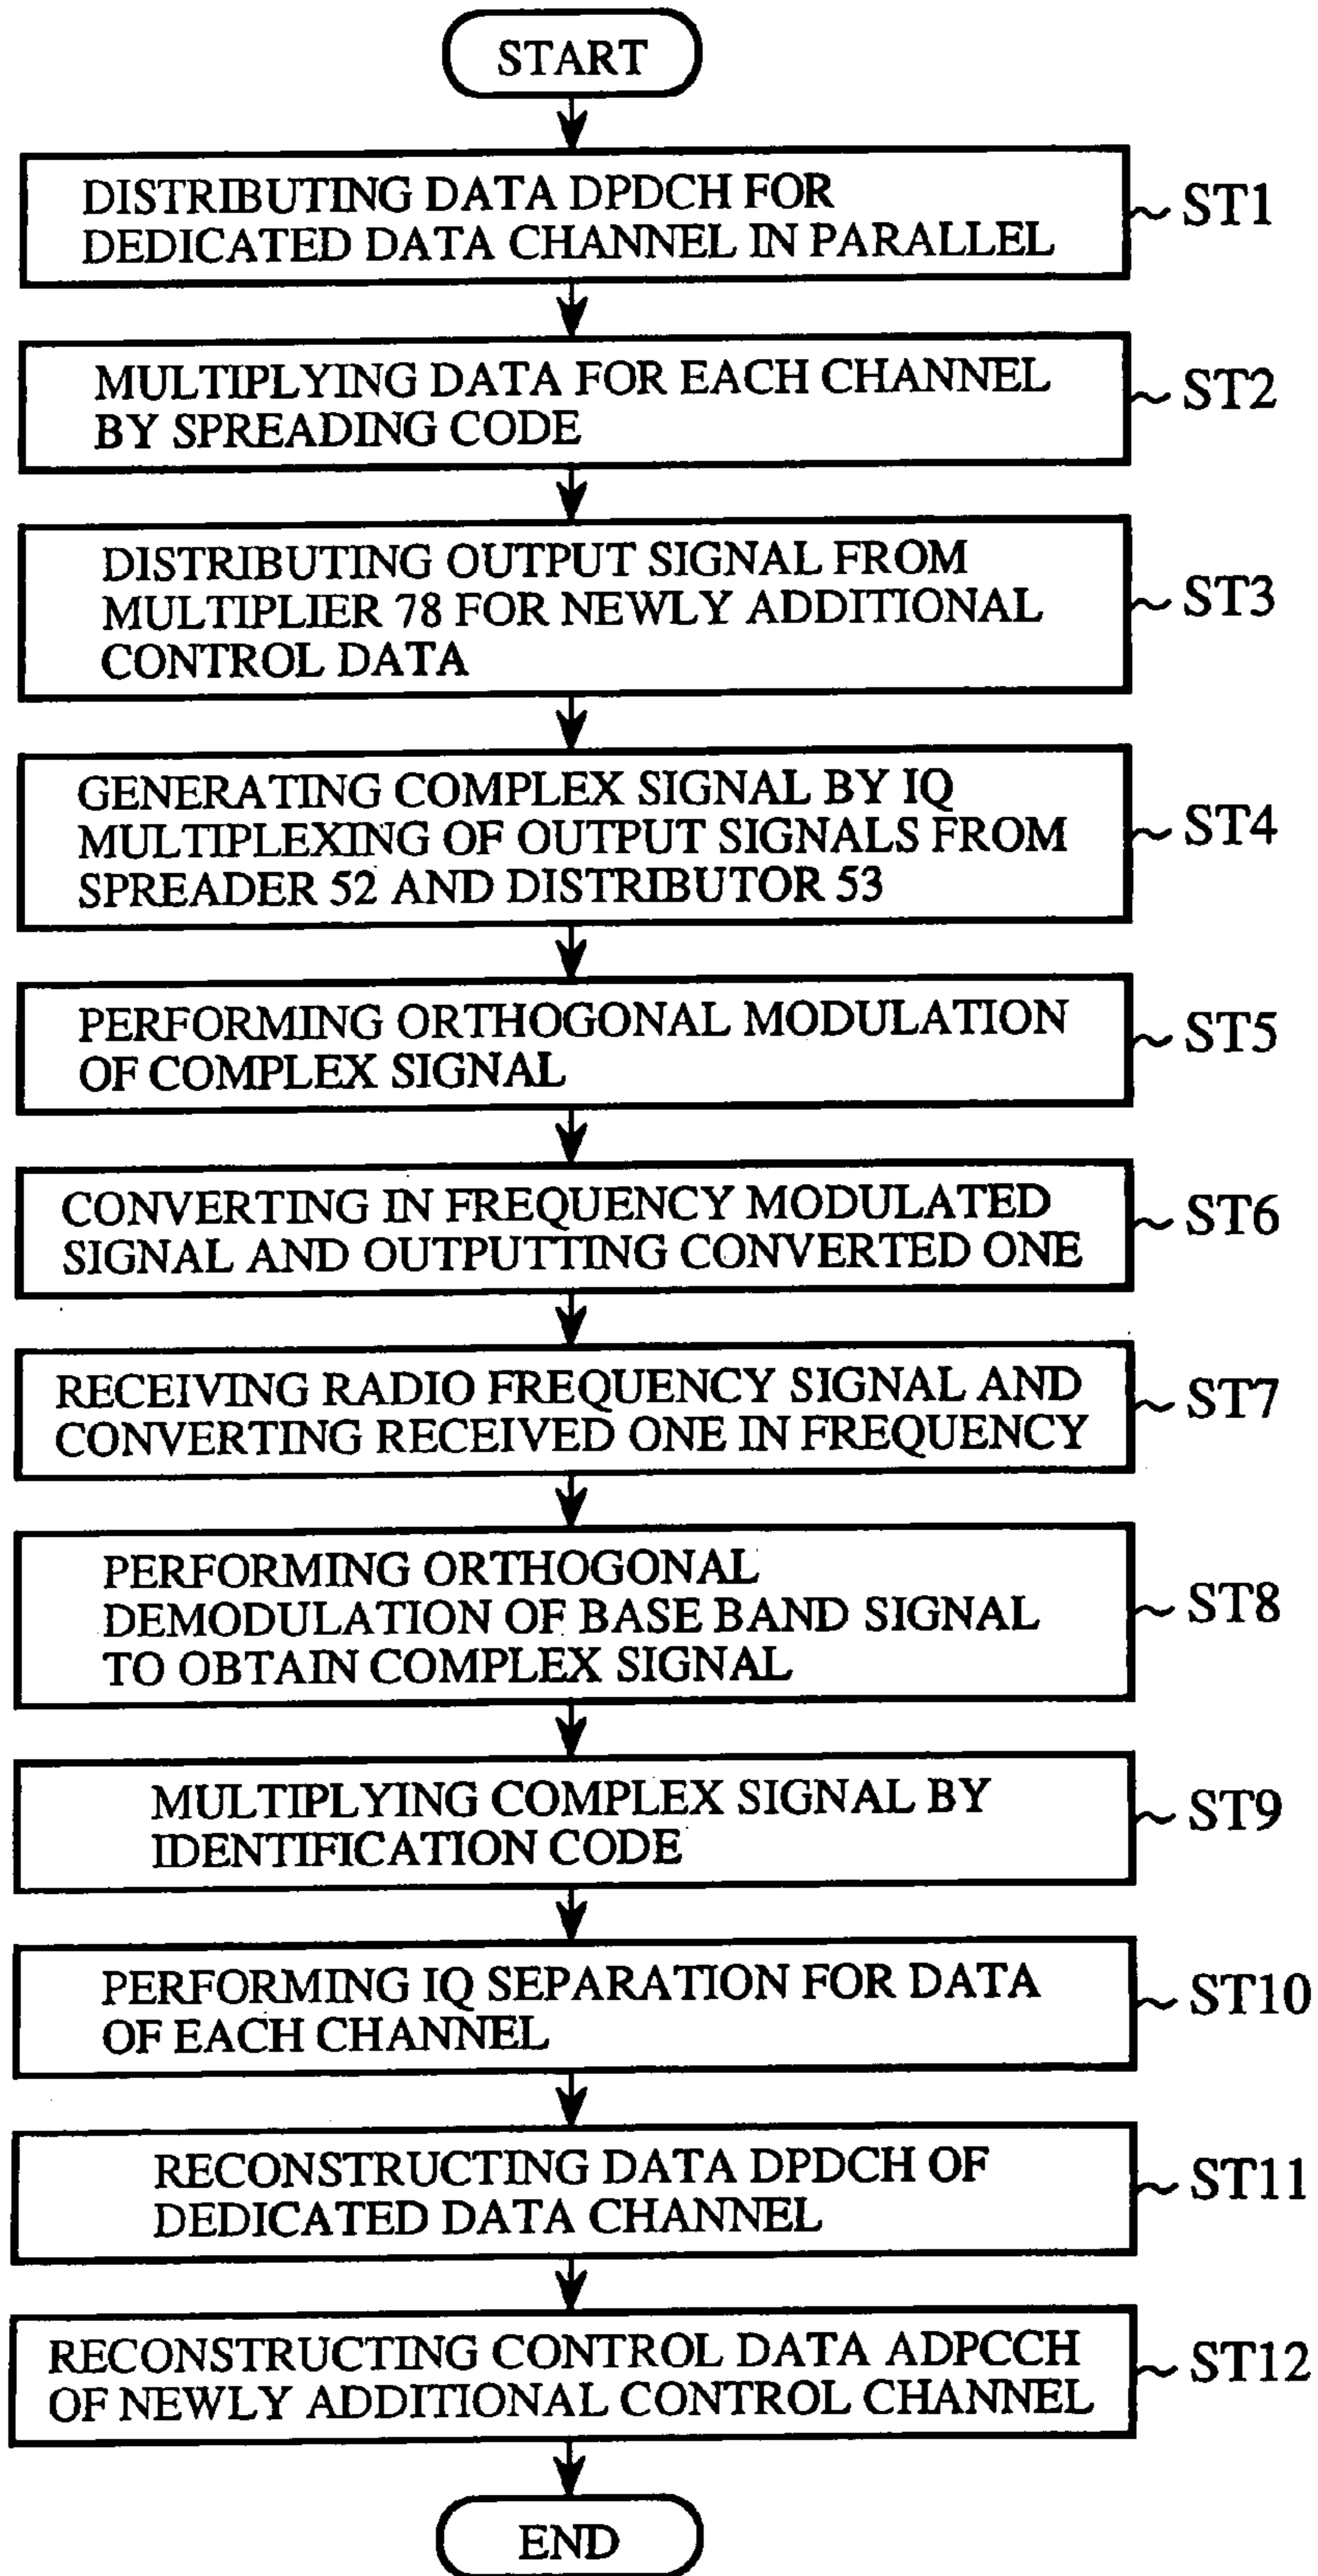 START
DISTRIBUTING DATA DPDCH FOR
DEDICATED DATA CHANNEL IN PARALLEL
ST1
MULTIPLYING DATA FOR EACH CHANNEL
BY SPREADING CODE
ST2
DISTRIBUTING OUTPUT SIGNAL FROM
MULTIPLIER 78 FOR NEWLY ADDITIONAL
CONTROL DATA
ST3
GENERATING COMPLEX SIGNAL BY IQ
MULTIPLEXING OF OUTPUT SIGNALS FROM
SPREADER 52 AND DISTRIBUTOR 53
ST4
PERFORMING ORTHOGONAL MODULATION
OF COMPLEX SIGNAL
ST5
CONVERTING IN FREQUENCY MODULATED
SIGNAL AND OUTPUTTING CONVERTED ONE
ST6
RECEIVING RADIO FREQUENCY SIGNAL AND
CONVERTING RECEIVED ONE IN FREQUENCY
ST7
PERFORMING ORTHOGONAL
DEMODULATION OF BASE BAND SIGNAL
TO OBTAIN COMPLEX SIGNAL
ST8
MULTIPLYING COMPLEX SIGNAL BY
IDENTIFICATION CODE
ST9
PERFORMING IQ SEPARATION FOR DATA
OF EACH CHANNEL
ST10
RECONSTRUCTING DATA DPDCH OF
DEDICATED DATA CHANNEL
ST11
RECONSTRUCTING CONTROL DATA ADPCCH
OF NEWLY ADDITIONAL CONTROL CHANNEL
ST12
END